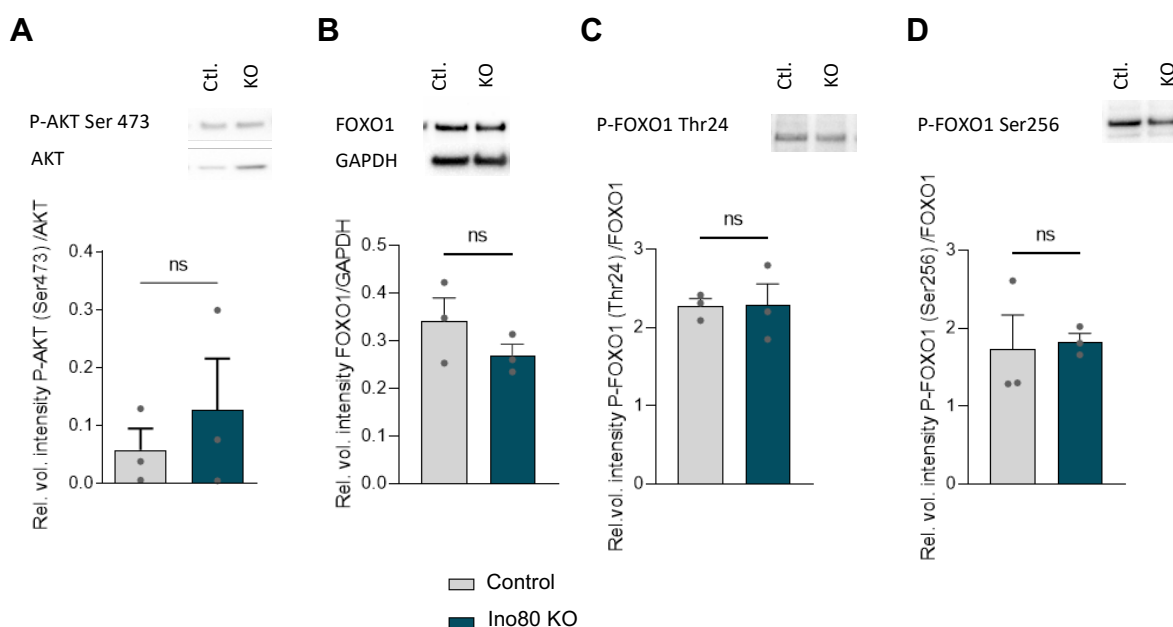 A
B
C
D
Ctl.
KO
Ctl.
KO
Ctl.
KO
Ctl.
KO
P-AKT Ser 473
AKT
FOXO1
GAPDH
P-FOXO1 Thr24
P-FOXO1 Ser256
Rel. vol. intensity P-AKT (Ser473) /AKT
0.4
0.3
0.2
0.1
0.0
ns
Rel. vol. intensity FOXO1/GAPDH
0.5
0.4
0.3
0.2
0.1
0.0
ns
Rel.vol. intensity P-FOXO1 (Thr24) /FOXO1
3
2
1
0
ns
Rel. vol. intensity P-FOXO1 (Ser256) /FOXO1
3
2
1
0
ns
Control
Ino80 KO